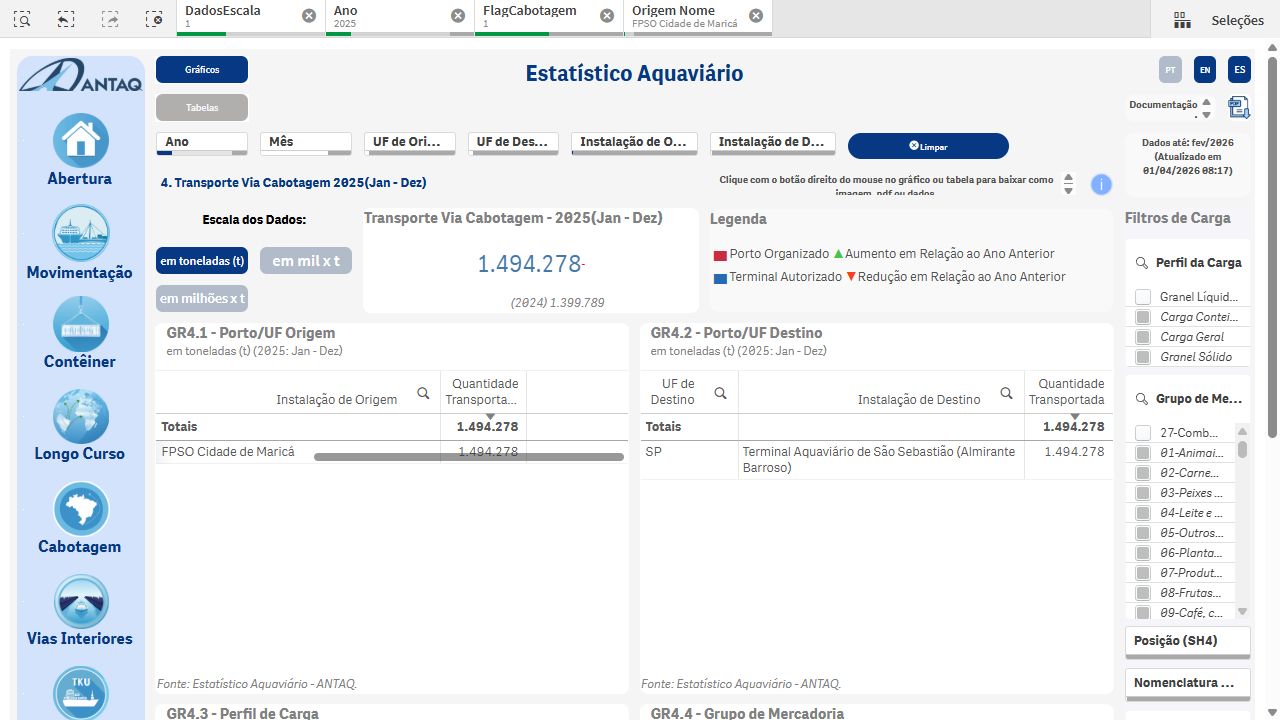 DadosEscala
1
Ano
2025
FlagCabotagem
1
Origem Nome
FPSO Cidade de Maricá
Seleções
ANTAQ
Abertura
Movimentação
Contêiner
Longo Curso
Cabotagem
Vias Interiores
TKU
Gráficos
Tabelas
Estatístico Aquaviário
PT
EN
ES
Documentação
Ano
Mês
UF de Ori...
UF de Des...
Instalação de O...
Instalação de D...
Limpar
Dados até: fev/2026
(Atualizado em
01/04/2026 08:17)
4. Transporte Via Cabotagem 2025(Jan - Dez)
Clique com o botão direito do mouse no gráfico ou tabela para baixar como
imagem, pdf ou dados
i
Escala dos Dados:
em toneladas (t)
em mil x t
em milhões x t
Transporte Via Cabotagem - 2025(Jan - Dez)
1.494.278-
(2024) 1.399.789
Legenda
Porto Organizado ▲Aumento em Relação ao Ano Anterior
Terminal Autorizado ▼Redução em Relação ao Ano Anterior
GR4.1 - Porto/UF Origem
em toneladas (t) (2025: Jan - Dez)
Instalação de Origem
Quantidade
Transporta...
Totais
1.494.278
FPSO Cidade de Maricá
1.494.278
Fonte: Estatístico Aquaviário - ANTAQ.
GR4.2 - Porto/UF Destino
em toneladas (t) (2025: Jan - Dez)
UF de
Destino
Instalação de Destino
Quantidade
Transportada
Totais
1.494.278
SP
Terminal Aquaviário de São Sebastião (Almirante
Barroso)
1.494.278
Fonte: Estatístico Aquaviário - ANTAQ.
GR4.3 - Perfil de Carga
GR4.4 - Grupo de Mercadoria
Filtros de Carga
Perfil da Carga
Granel Líquid...
Carga Contei...
Carga Geral
Granel Sólido
Grupo de Me...
27-Comb...
01-Animai...
02-Carne...
03-Peixes ...
04-Leite e ...
05-Outros...
06-Planta...
07-Produt...
08-Frutas...
09-Café, c...
Posição (SH4)
Nomenclatura ...